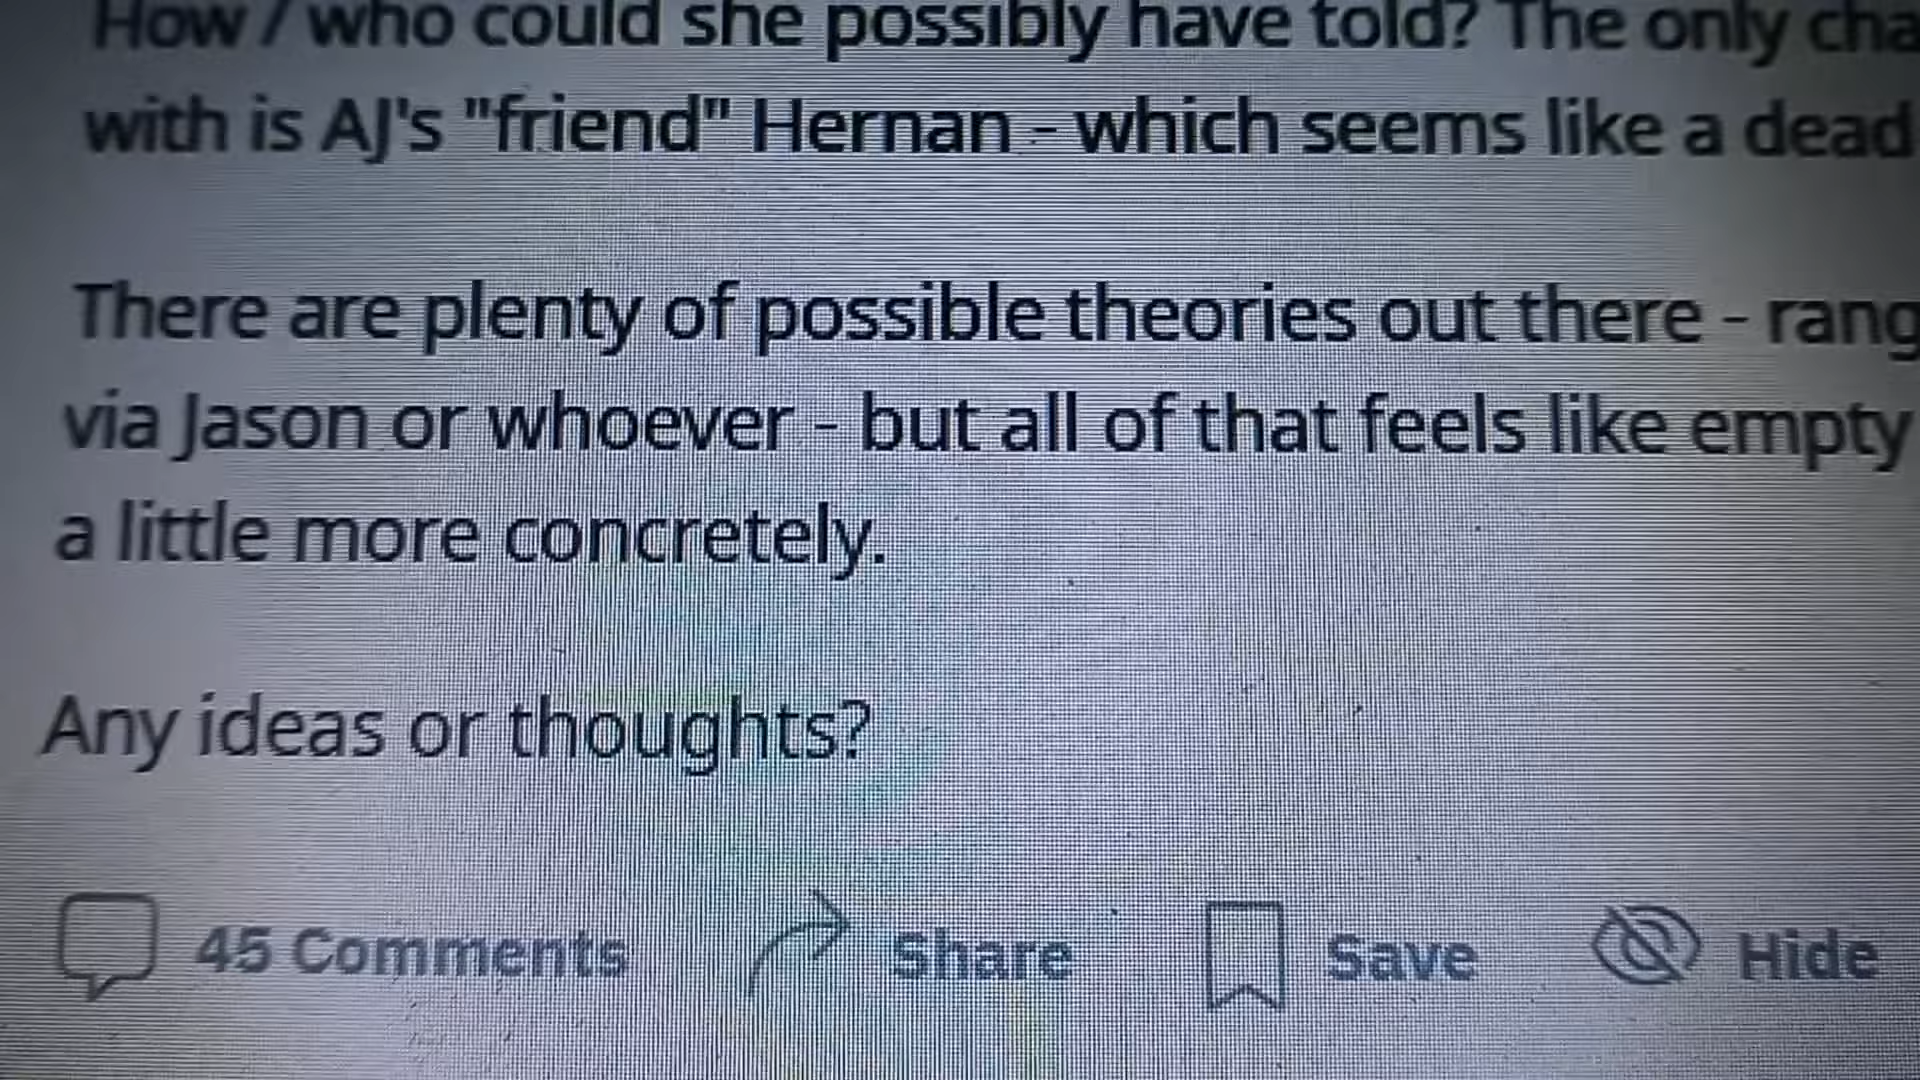 How / who could she possibly have told? The only cha
with is AJ's "friend" Hernan - which seems like a dead
There are plenty of possible theories out there - rang
via Jason or whoever - but all of that feels like empty
a little more concretely.
Any ideas or thoughts?
45 Comments Share Save Hide